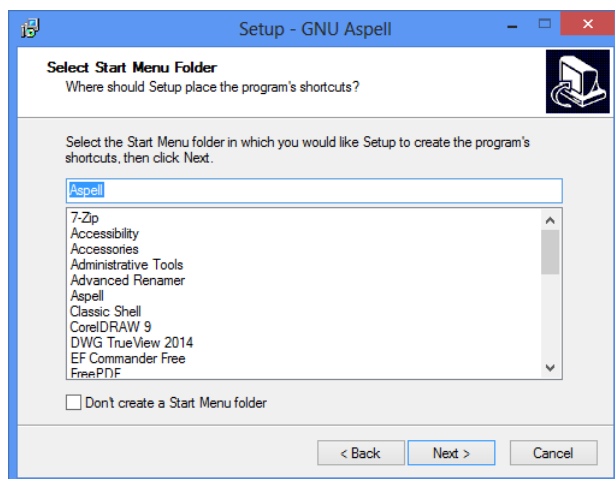 Setup - GNU Aspell
Select Start Menu Folder
Where should Setup place the program's shortcuts?
Select the Start Menu folder in which you would like Setup to create the program's
shortcuts, then click Next.
Aspell
7-Zip
Accessibility
Accessories
Administrative Tools
Advanced Renamer
Aspell
Classic Shell
CorelDRAW 9
DWG TrueView 2014
EF Commander Free
FreePDF
Don't create a Start Menu folder
< Back
Next >
Cancel